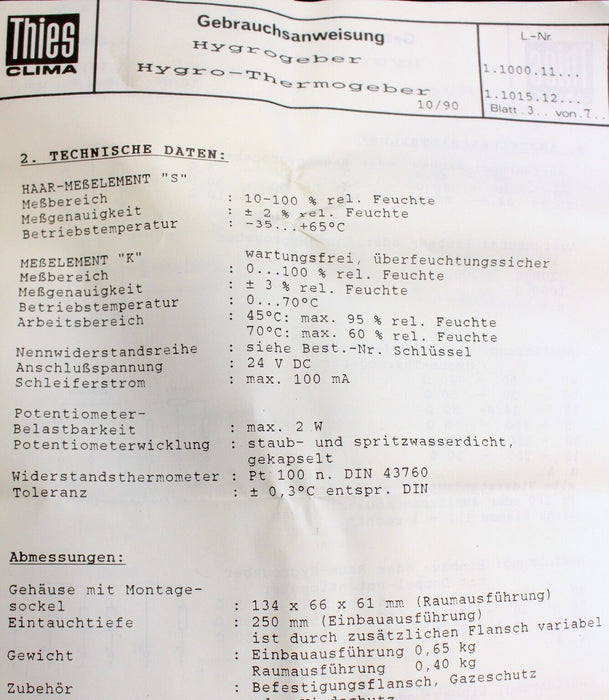 Thies
CLIMA
Gebrauchsanweisung
Hygrogeber
Hygro-Thermogeber
10/90
L-Nr.
1.1000.11...
1.1015.12...
Blatt .3.. von.7..
2. TECHNISCHE DATEN:
HAAR-MEßELEMENT "S"
Meßbereich : 10-100 % rel. Feuchte
Meßgenauigkeit : ± 2 % rel. Feuchte
Betriebstemperatur : -35...+65°C
MEßELEMENT "K" wartungsfrei, überfeuchtungssicher
Meßbereich : 0...100 % rel. Feuchte
Meßgenauigkeit : ± 3 % rel. Feuchte
Betriebstemperatur : 0...70°C
Arbeitsbereich : 45°C: max. 95 % rel. Feuchte
70°C: max. 60 % rel. Feuchte
Nennwiderstandsreihe : siehe Best.-Nr. Schlüssel
Anschlußspannung : 24 V DC
Schleiferstrom : max. 100 mA
Potentiometer-
Belastbarkeit : max. 2 W
Potentiometerwicklung : staub- und spritzwasserdicht,
gekapselt
Widerstandsthermometer : Pt 100 n. DIN 43760
Toleranz : ± 0,3°C entspr. DIN
Abmessungen:
Gehäuse mit Montage-
sockel : 134 x 66 x 61 mm (Raumausführung)
Eintauchtiefe : 250 mm (Einbauausführung)
ist durch zusätzlichen Flansch variabel
Gewicht : Einbauausführung 0,65 kg
Raumausführung 0,40 kg
Zubehör : Befestigungsflansch, Gazeschutz